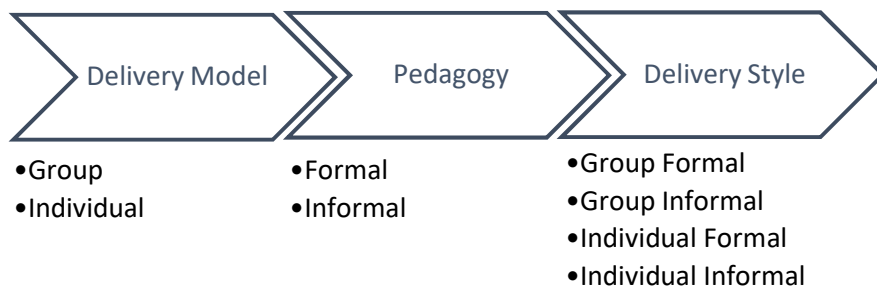 Delivery Model
•Group
•Individual
Pedagogy
•Formal
•Informal
Delivery Style
•Group Formal
•Group Informal
•Individual Formal
•Individual Informal